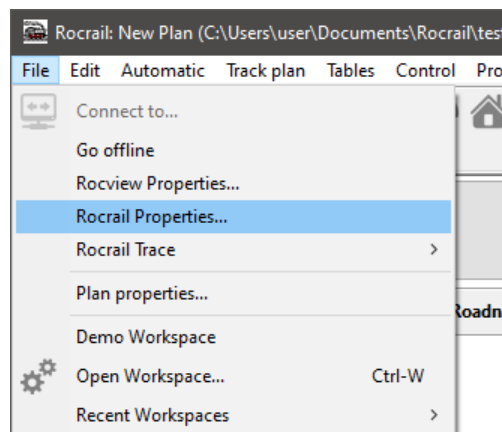 Rocrail: New Plan (C:\Users\user\Documents\Rocrail\tes
File Edit Automatic Track plan Tables Control Pro
Connect to...
Go offline
Rocview Properties...
Rocrail Properties...
Rocrail Trace
Plan properties...
Roadn
Demo Workspace
Open Workspace... Ctrl-W
Recent Workspaces